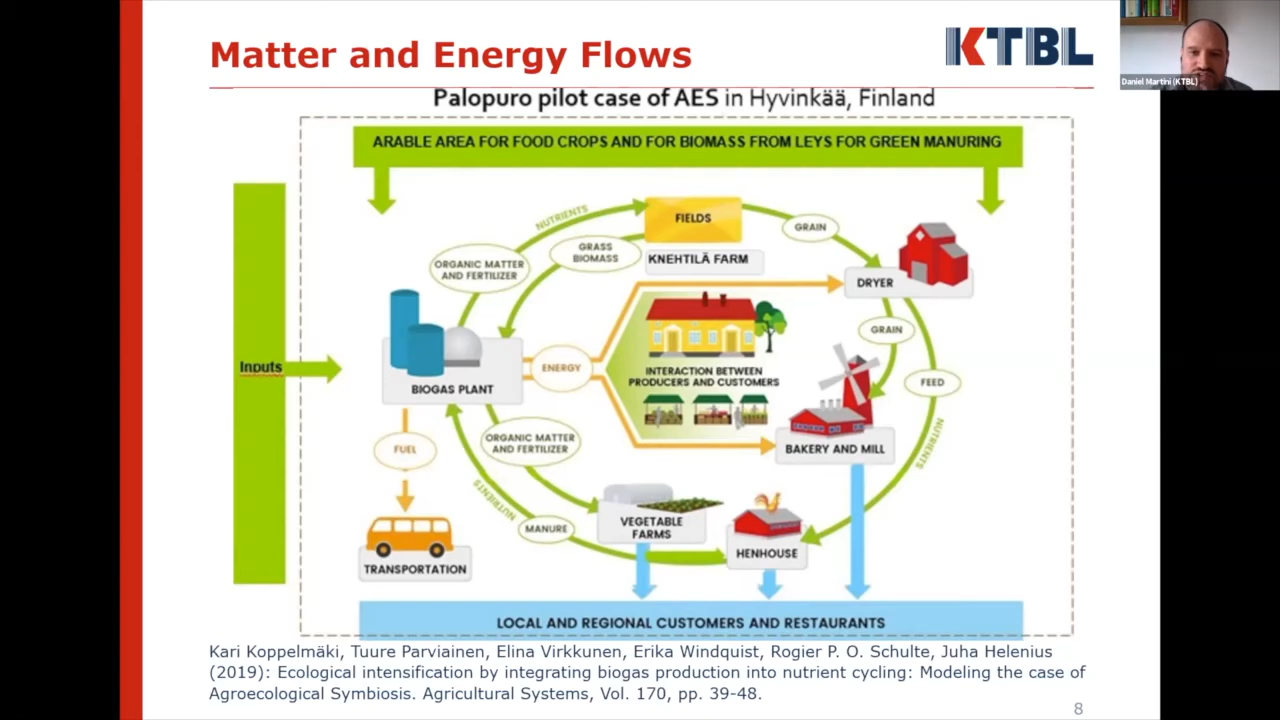 Matter and Energy Flows
KTBL
Daniel Martini (KTBL)
Palopuro pilot case of AES in Hyvinkää, Finland
ARABLE AREA FOR FOOD CROPS AND FOR BIOMASS FROM LEYS FOR GREEN MANURING
NUTRIENTS
FIELDS
GRAIN
GRASS
BIOMASS
ORGANIC MATTER
AND FERTILIZER
KNEHTILÄ FARM
DRYER
GRAIN
Inputs
ENERGY
INTERACTION BETWEEN
PRODUCERS AND CUSTOMERS
FEED
BIOGAS PLANT
FUEL
ORGANIC MATTER
AND FERTILIZER
BAKERY AND MILL
NUTRIENTS
NUTRIENTS
MANURE
VEGETABLE
FARMS
HENHOUSE
TRANSPORTATION
LOCAL AND REGIONAL CUSTOMERS AND RESTAURANTS
Kari Koppelmäki, Tuure Parviainen, Elina Virkkunen, Erika Windquist, Rogier P. O. Schulte, Juha Helenius
(2019): Ecological intensification by integrating biogas production into nutrient cycling: Modeling the case of
Agroecological Symbiosis. Agricultural Systems, Vol. 170, pp. 39-48.
8